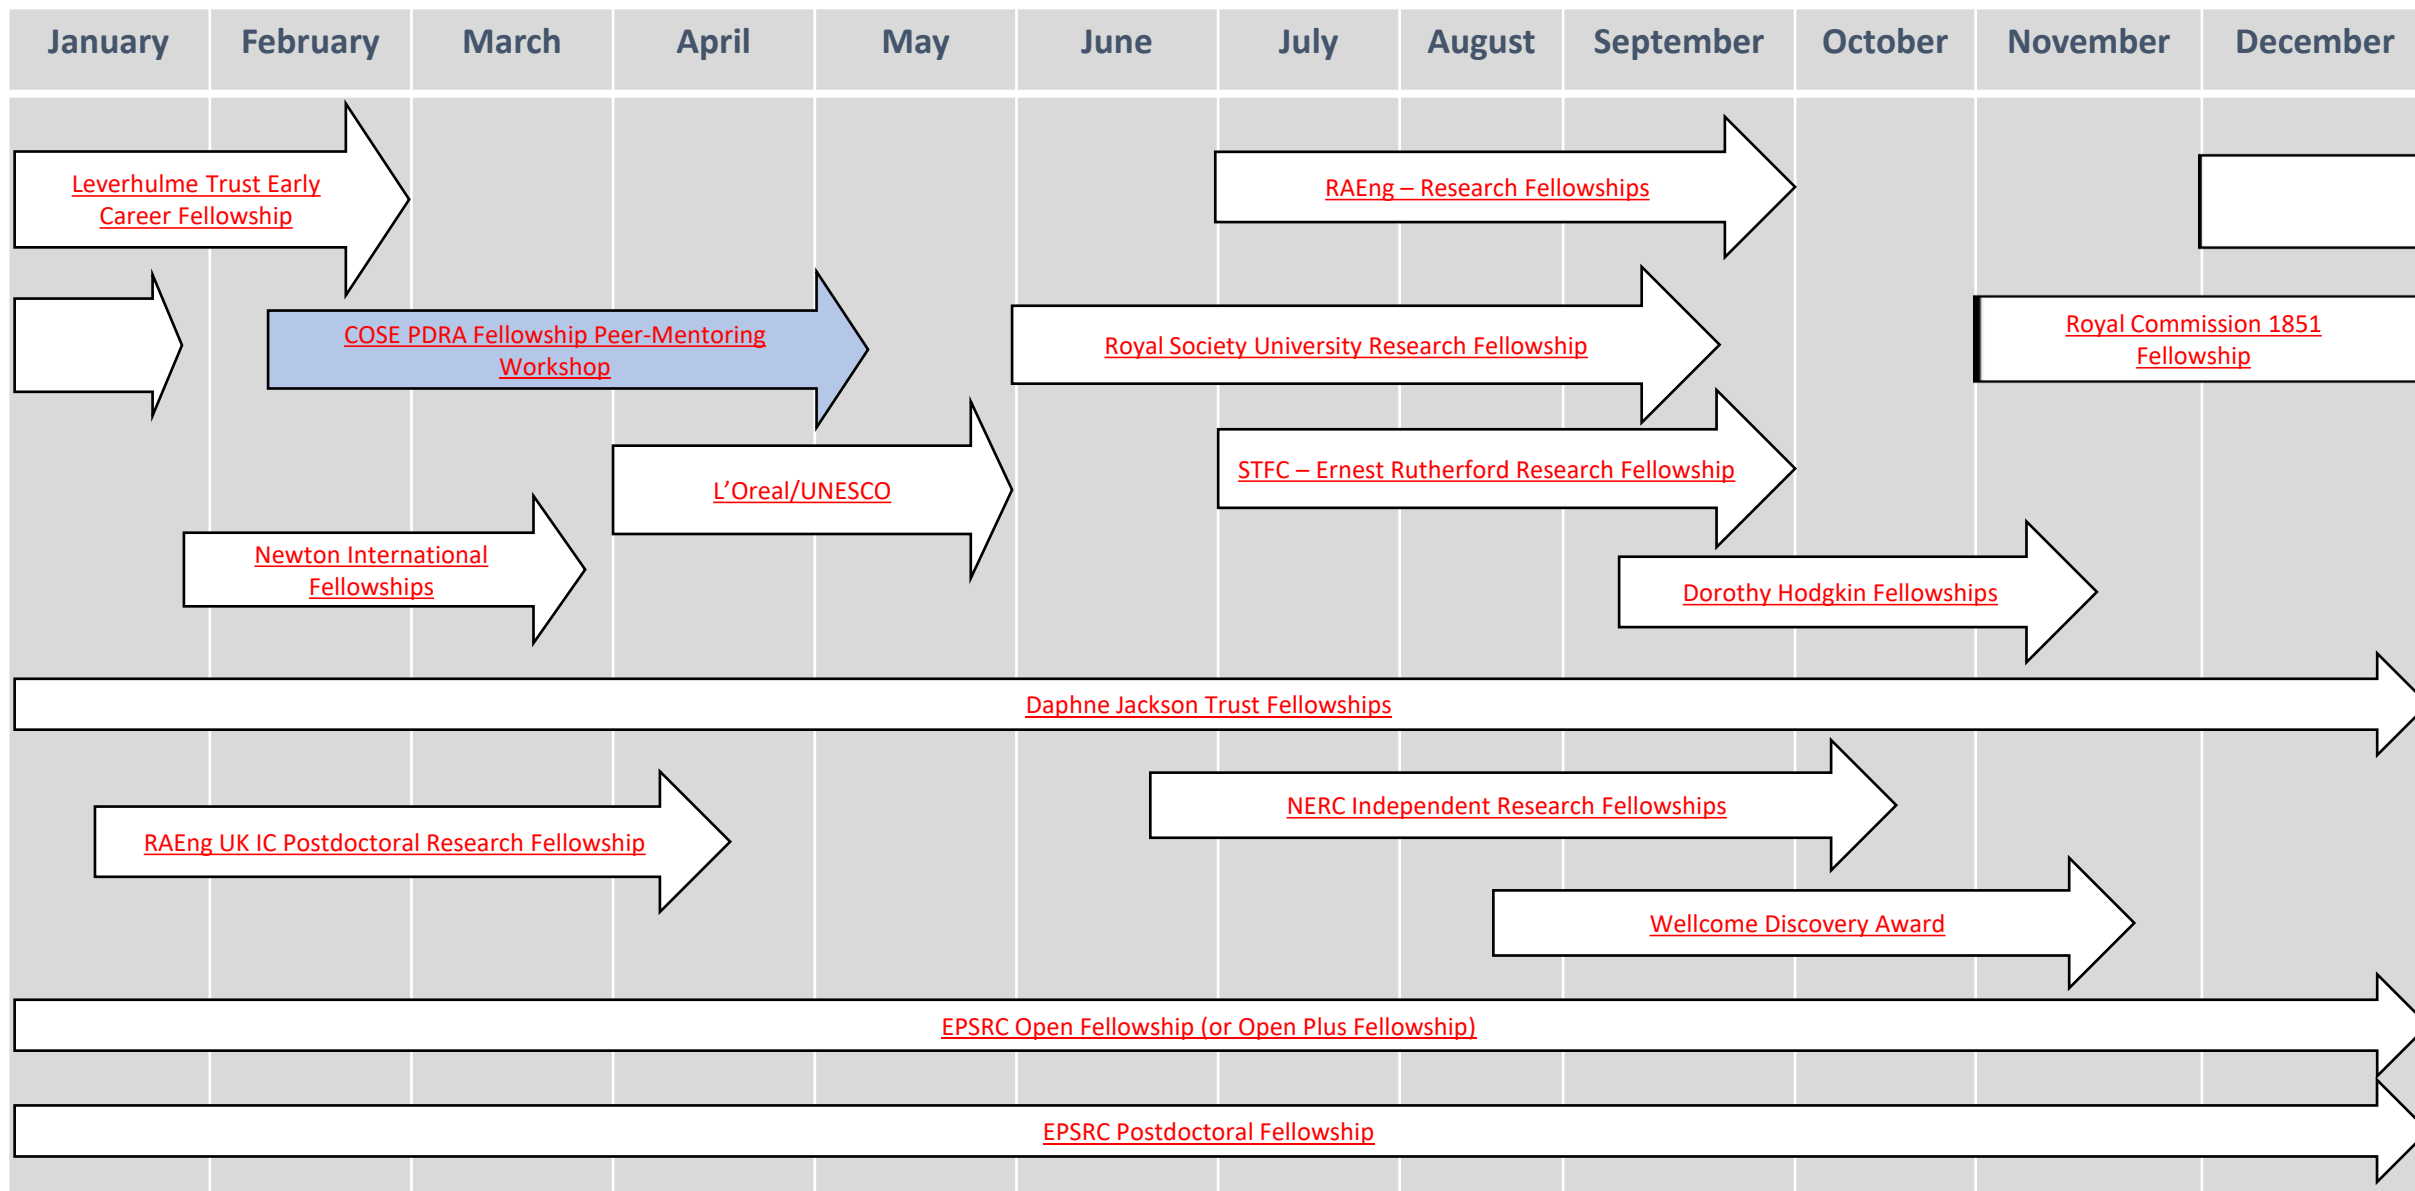 January February March April May June July August September October November December
Leverhulme Trust Early
Career Fellowship
RAEng – Research Fellowships
COSE PDRA Fellowship Peer-Mentoring
Workshop
Royal Society University Research Fellowship
Royal Commission 1851
Fellowship
L’Oreal/UNESCO
STFC – Ernest Rutherford Research Fellowship
Newton International
Fellowships
Dorothy Hodgkin Fellowships
Daphne Jackson Trust Fellowships
RAEng UK IC Postdoctoral Research Fellowship
NERC Independent Research Fellowships
Wellcome Discovery Award
EPSRC Open Fellowship (or Open Plus Fellowship)
EPSRC Postdoctoral Fellowship